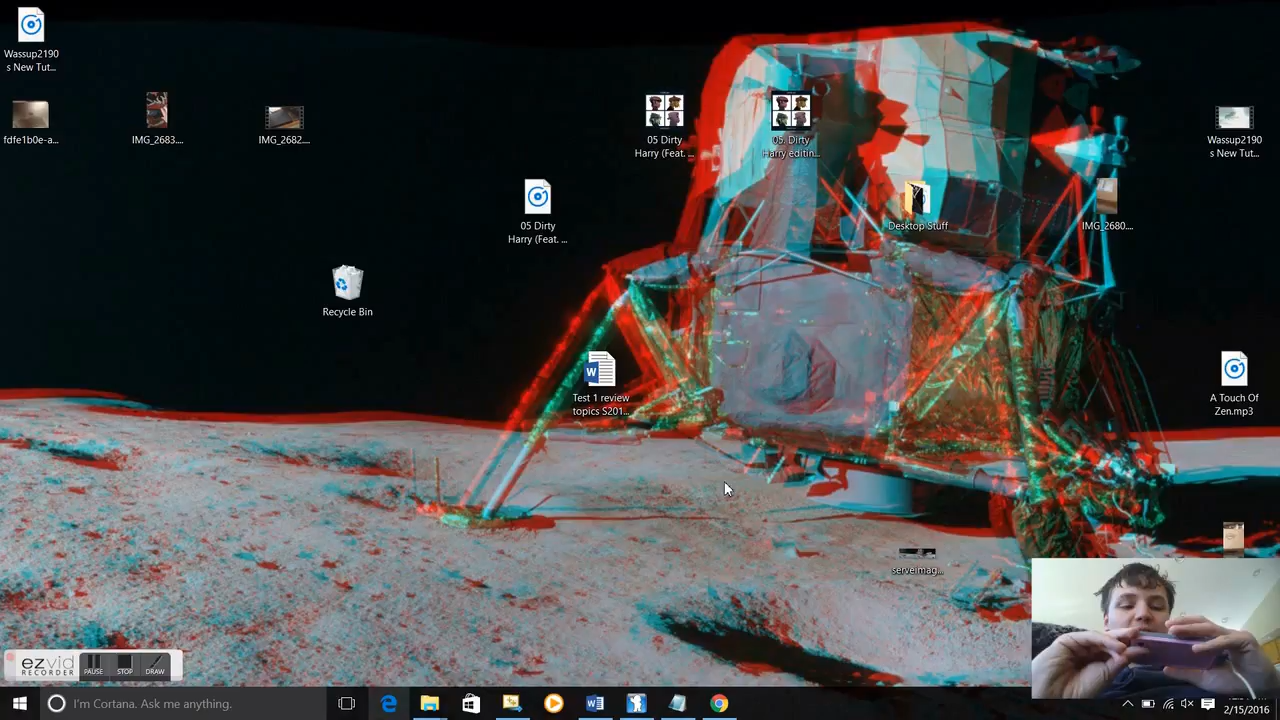 Wassup2190
s New Tut...
fdfe1b0e-a...
IMG_2683....
IMG_2682....
05 Dirty
Harry (Feat. ...
05. Dirty
Harry editin...
Wassup2190
s New Tut...
05 Dirty
Harry (Feat. ...
Desktop Stuff
IMG_2680....
Recycle Bin
W
Test 1 review
topics S201...
A Touch Of
Zen.mp3
serveimag...
ezvid
RECORDER
PAUSE
STOP
DRAW
I'm Cortana. Ask me anything.
2/15/2016